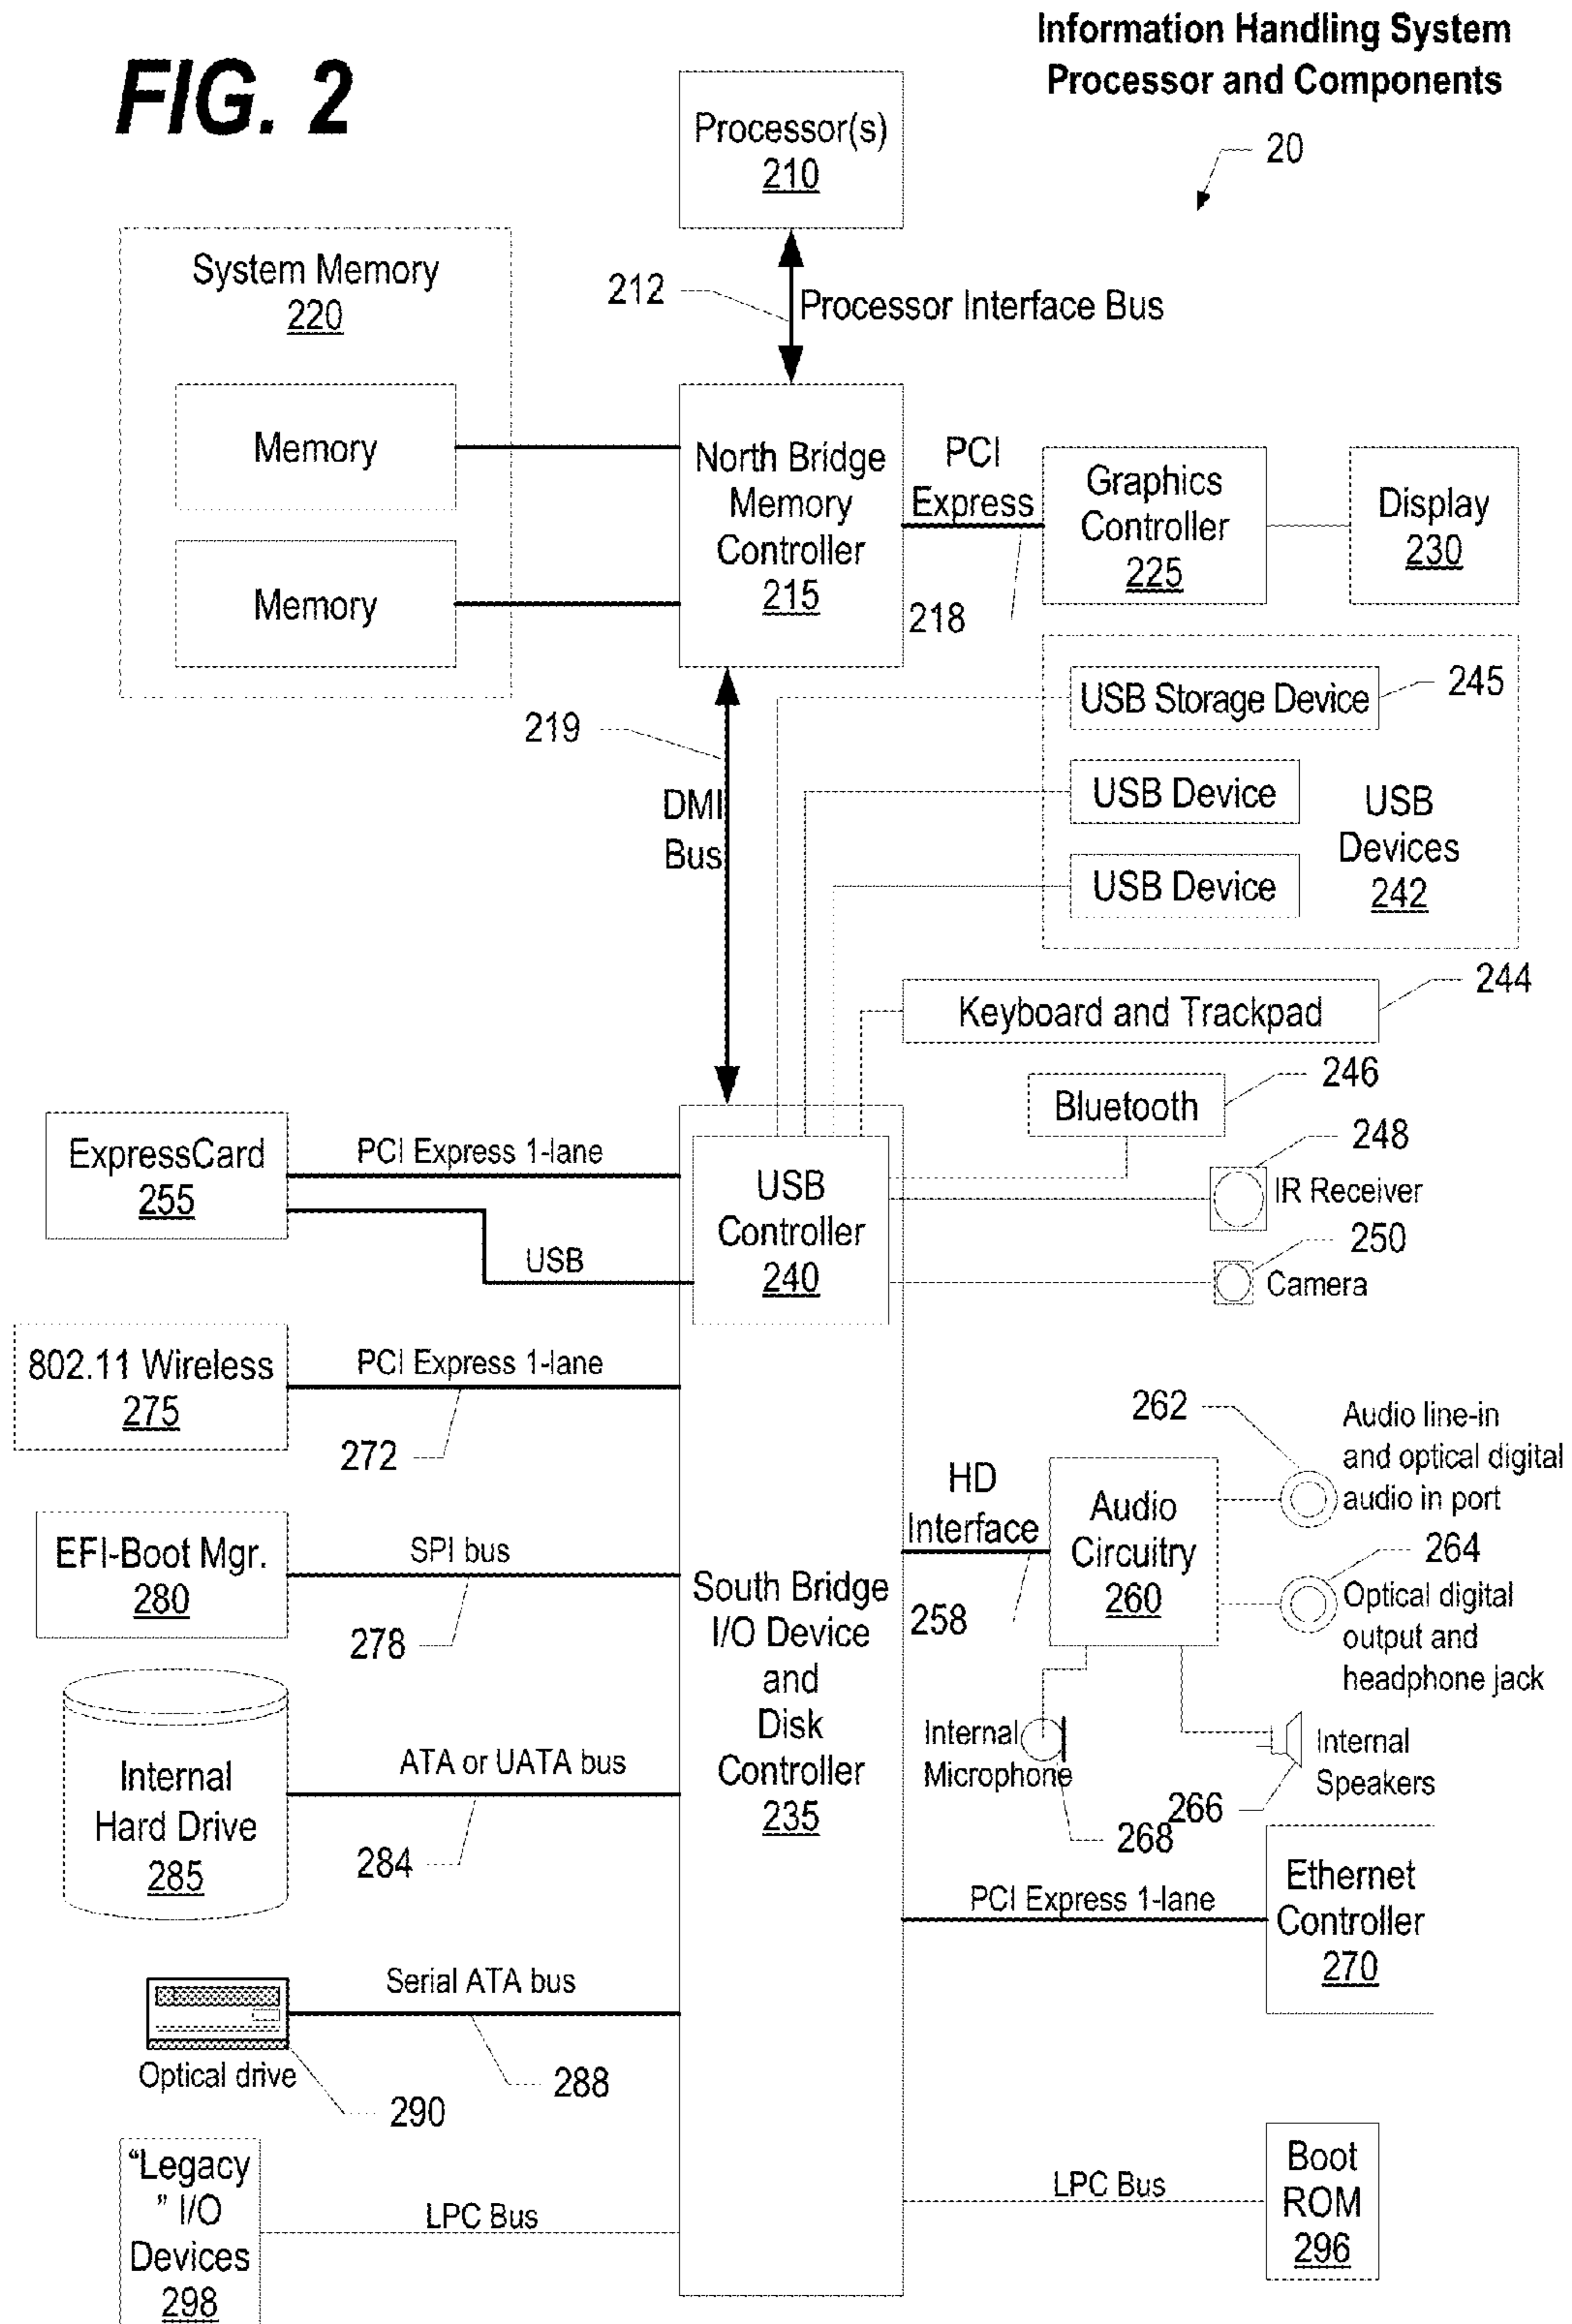 Information Handling System
Processor and Components
FIG. 2
20
Processor(s)
210
System Memory
220
212
Processor Interface Bus
Memory
Memory
North Bridge
Memory
Controller
215
PCI
Express
218
Graphics
Controller
225
Display
230
219
DMI
Bus
USB Storage Device
245
USB Device
USB Device
USB
Devices
242
244
Keyboard and Trackpad
246
Bluetooth
248
IR Receiver
250
Camera
ExpressCard
255
PCI Express 1-lane
USB
USB
Controller
240
802.11 Wireless
275
PCI Express 1-lane
272
EFI-Boot Mgr.
280
SPI bus
278
South Bridge
I/O Device
and
Disk
Controller
235
HD
Interface
258
Audio
Circuitry
260
262
Audio line-in
and optical digital
audio in port
264
Optical digital
output and
headphone jack
Internal
Microphone
268
266
Internal
Speakers
Internal
Hard Drive
285
ATA or UATA bus
284
PCI Express 1-lane
Ethernet
Controller
270
Serial ATA bus
288
Optical drive
290
“Legacy
” I/O
Devices
298
LPC Bus
LPC Bus
Boot
ROM
296